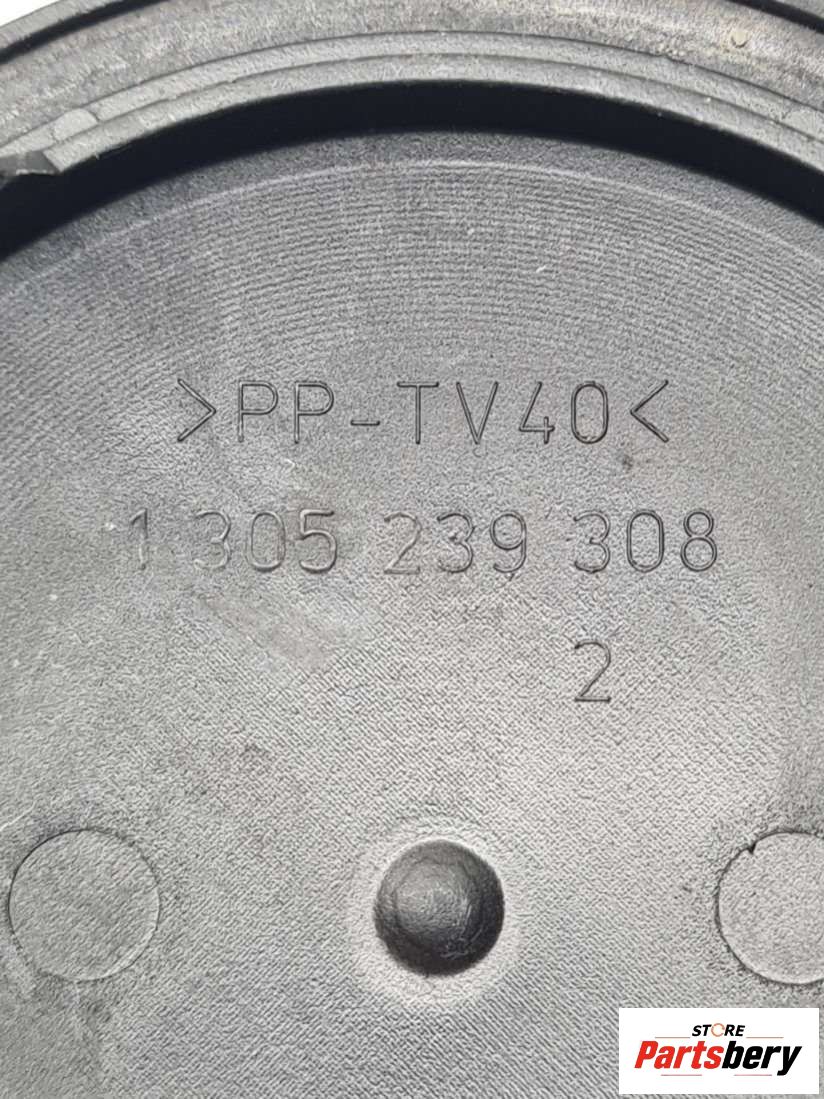 >PP-TV40<
1 305 239 308
2
STORE
Partsbery